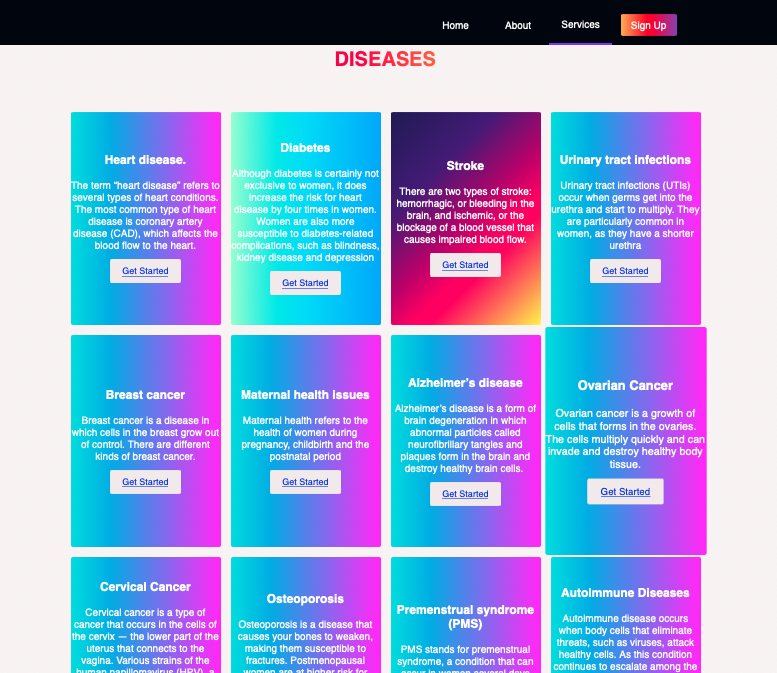 Home
About
Services
Sign Up
DISEASES
Heart disease.
The term “heart disease” refers to
several types of heart conditions.
The most common type of heart
disease is coronary artery
disease (CAD), which affects the
blood flow to the heart.
Get Started
Diabetes
Although diabetes is certainly not
exclusive to women, it does
increase the risk for heart
disease by four times in women.
Women are also more
susceptible to diabetes-related
complications, such as blindness,
kidney disease and depression
Get Started
Stroke
There are two types of stroke:
hemorrhagic, or bleeding in the
brain, and ischemic, or the
blockage of a blood vessel that
causes impaired blood flow.
Get Started
Urinary tract infections
Urinary tract infections (UTIs)
occur when germs get into the
urethra and start to multiply. They
are particularly common in
women, as they have a shorter
urethra
Get Started
Breast cancer
Breast cancer is a disease in
which cells in the breast grow out
of control. There are different
kinds of breast cancer.
Get Started
Maternal health issues
Maternal health refers to the
health of women during
pregnancy, childbirth and the
postnatal period
Get Started
Alzheimer’s disease
Alzheimer’s disease is a form of
brain degeneration in which
abnormal particles called
neurofibrillary tangles and
plaques form in the brain and
destroy healthy brain cells.
Get Started
Ovarian Cancer
Ovarian cancer is a growth of
cells that forms in the ovaries.
The cells multiply quickly and can
invade and destroy healthy body
tissue.
Get Started
Cervical Cancer
Cervical cancer is a type of
cancer that occurs in the cells of
the cervix — the lower part of the
uterus that connects to the
vagina. Various strains of the
human papillomavirus (HPV), a
Osteoporosis
Osteoporosis is a disease that
causes your bones to weaken,
making them susceptible to
fractures. Postmenopausal
women are at higher risk for
Premenstrual syndrome
(PMS)
PMS stands for premenstrual
syndrome, a condition that can
Autoimmune Diseases
Autoimmune disease occurs
when body cells that eliminate
threats, such as viruses, attack
healthy cells. As this condition
continues to escalate among the